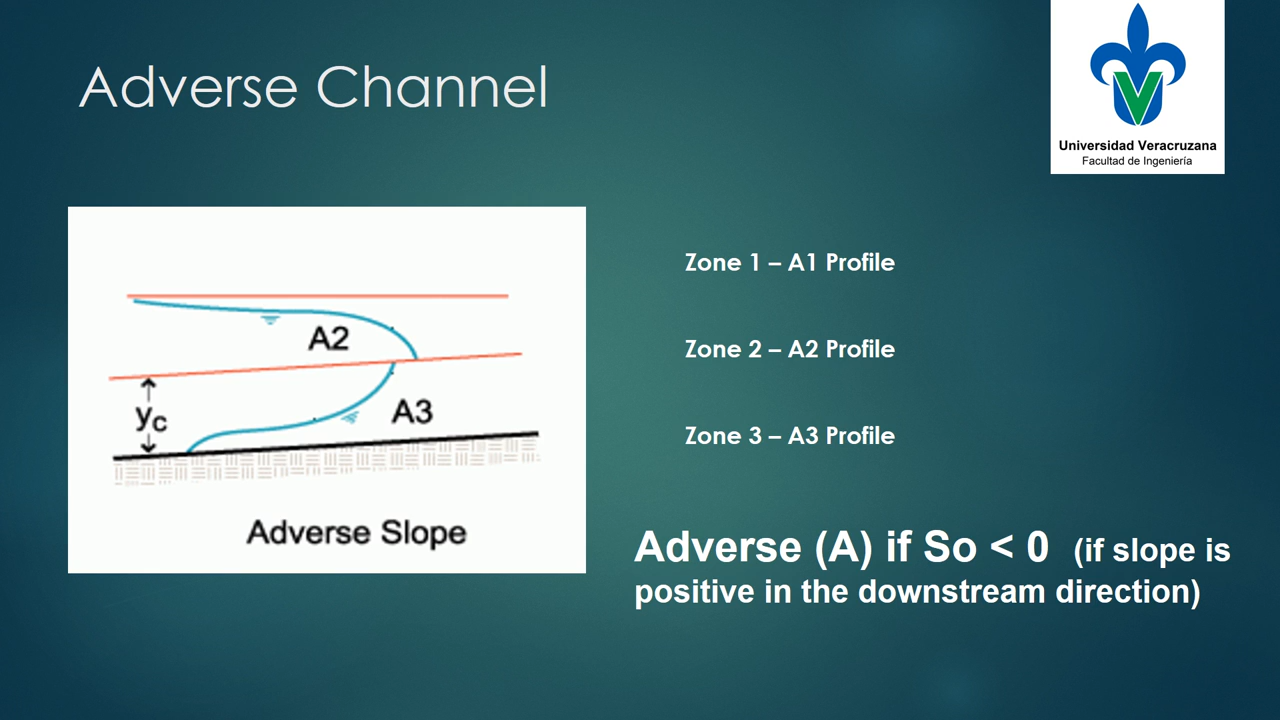 Adverse Channel
Universidad Veracruzana
Facultad de Ingeniería
A2
yc
A3
Adverse Slope
Zone 1 – A1 Profile
Zone 2 – A2 Profile
Zone 3 – A3 Profile
Adverse (A) if So < 0 (if slope is
positive in the downstream direction)